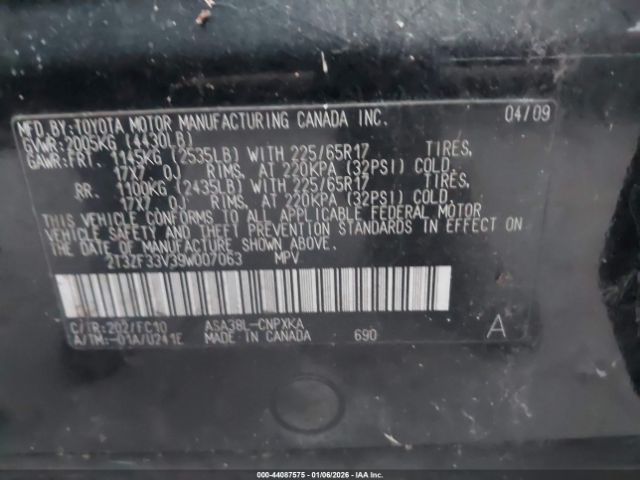 MFD.BY:TOYOTA MOTOR MANUFACTURING CANADA INC. 04/09
GVWR:2005KG (4430LB)
GAWR:FRT. 1145KG (2535LB) WITH 225/65R17 TIRES,
17X7.0J RIMS, AT 220KPA (32PSI) COLD.
RR. 1100KG (2435LB) WITH 225/65R17 TIRES,
17X7.0J RIMS, AT 220KPA (32PSI) COLD.
THIS VEHICLE CONFORMS TO ALL APPLICABLE FEDERAL MOTOR
VEHICLE SAFETY AND THEFT PREVENTION STANDARDS IN EFFECT ON
THE DATE OF MANUFACTURE SHOWN ABOVE.
2T3ZF33V39W007063 MPV
C/TR:202/FC10 ASA38L-CNPXKA
A/TM:-01A/U241E MADE IN CANADA 690 A
000-44087575 - 01/06/2026 - IAA Inc.